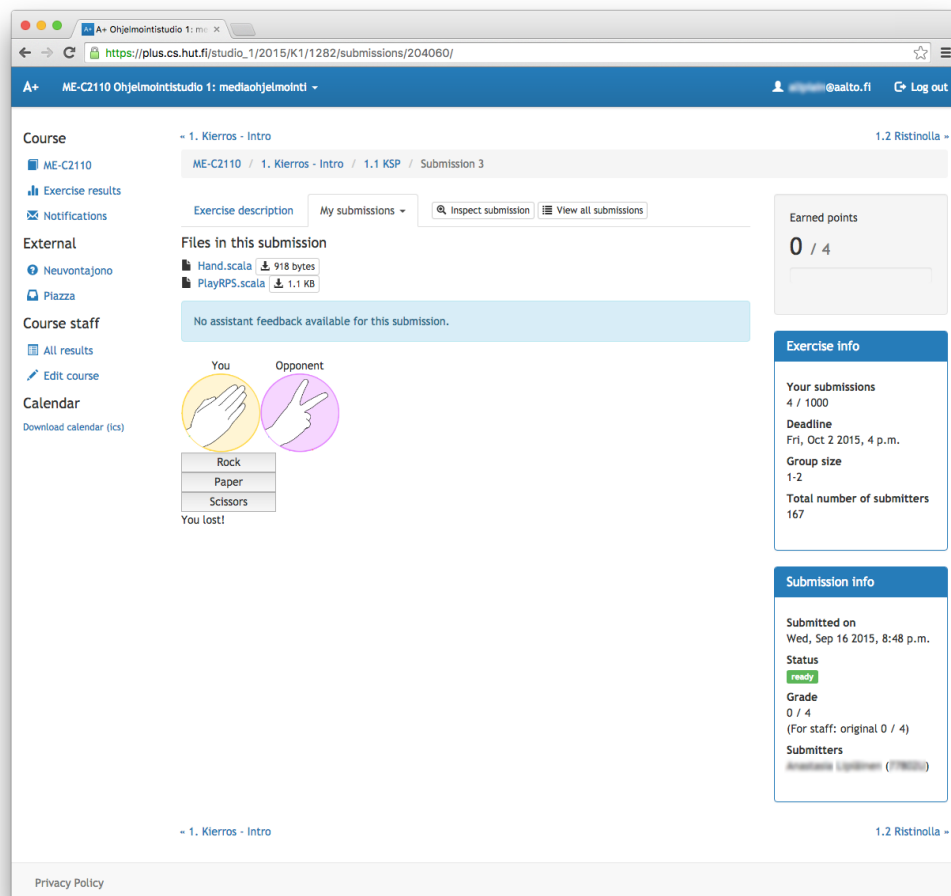 A+ Ohjelmointistudio 1: me
https://plus.cs.hut.fi/studio_1/2015/K1/1282/submissions/204060/
A+ ME-C2110 Ohjelmointistudio 1: mediaohjelmointi
@aalto.fi Log out
Course
ME-C2110
Exercise results
Notifications
External
Neuvontajono
Piazza
Course staff
All results
Edit course
Calendar
Download calendar (ics)
« 1. Kierros - Intro
1.2 Ristinolla »
ME-C2110 / 1. Kierros - Intro / 1.1 KSP / Submission 3
Exercise description My submissions Inspect submission View all submissions
Files in this submission
Hand.scala 918 bytes
PlayRPS.scala 1.1 KB
No assistant feedback available for this submission.
You Opponent
Rock
Paper
Scissors
You lost!
Earned points
0 / 4
Exercise info
Your submissions
4 / 1000
Deadline
Fri, Oct 2 2015, 4 p.m.
Group size
1-2
Total number of submitters
167
Submission info
Submitted on
Wed, Sep 16 2015, 8:48 p.m.
Status
ready
Grade
0 / 4
(For staff: original 0 / 4)
Submitters
« 1. Kierros - Intro
1.2 Ristinolla »
Privacy Policy